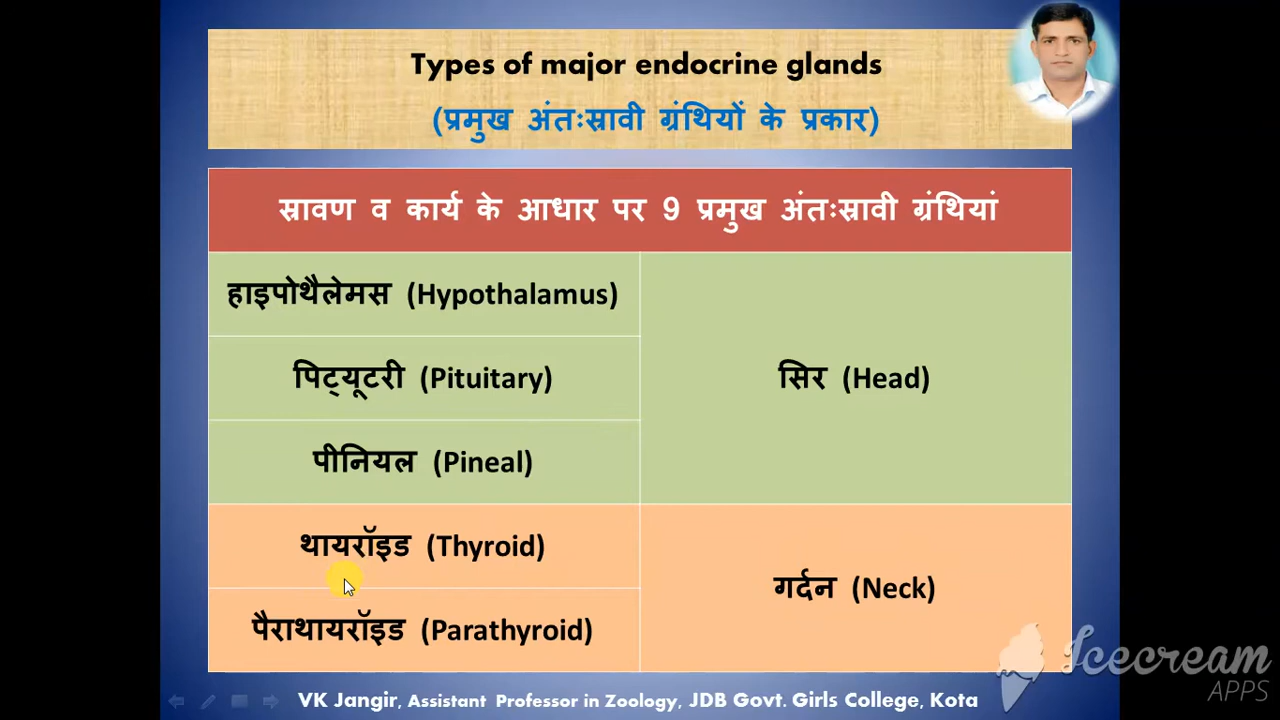 Types of major endocrine glands
(प्रमुख अंतःस्रावी ग्रंथियों के प्रकार)
स्रावण व कार्य के आधार पर 9 प्रमुख अंतःस्रावी ग्रंथियां
हाइपोथैलेमस (Hypothalamus)
पिट्यूटरी (Pituitary)
पीनियल (Pineal)
सिर (Head)
थायरॉइड (Thyroid)
पैराथायरॉइड (Parathyroid)
गर्दन (Neck)
Icecream
APPS
VK Jangir, Assistant Professor in Zoology, JDB Govt. Girls College, Kota